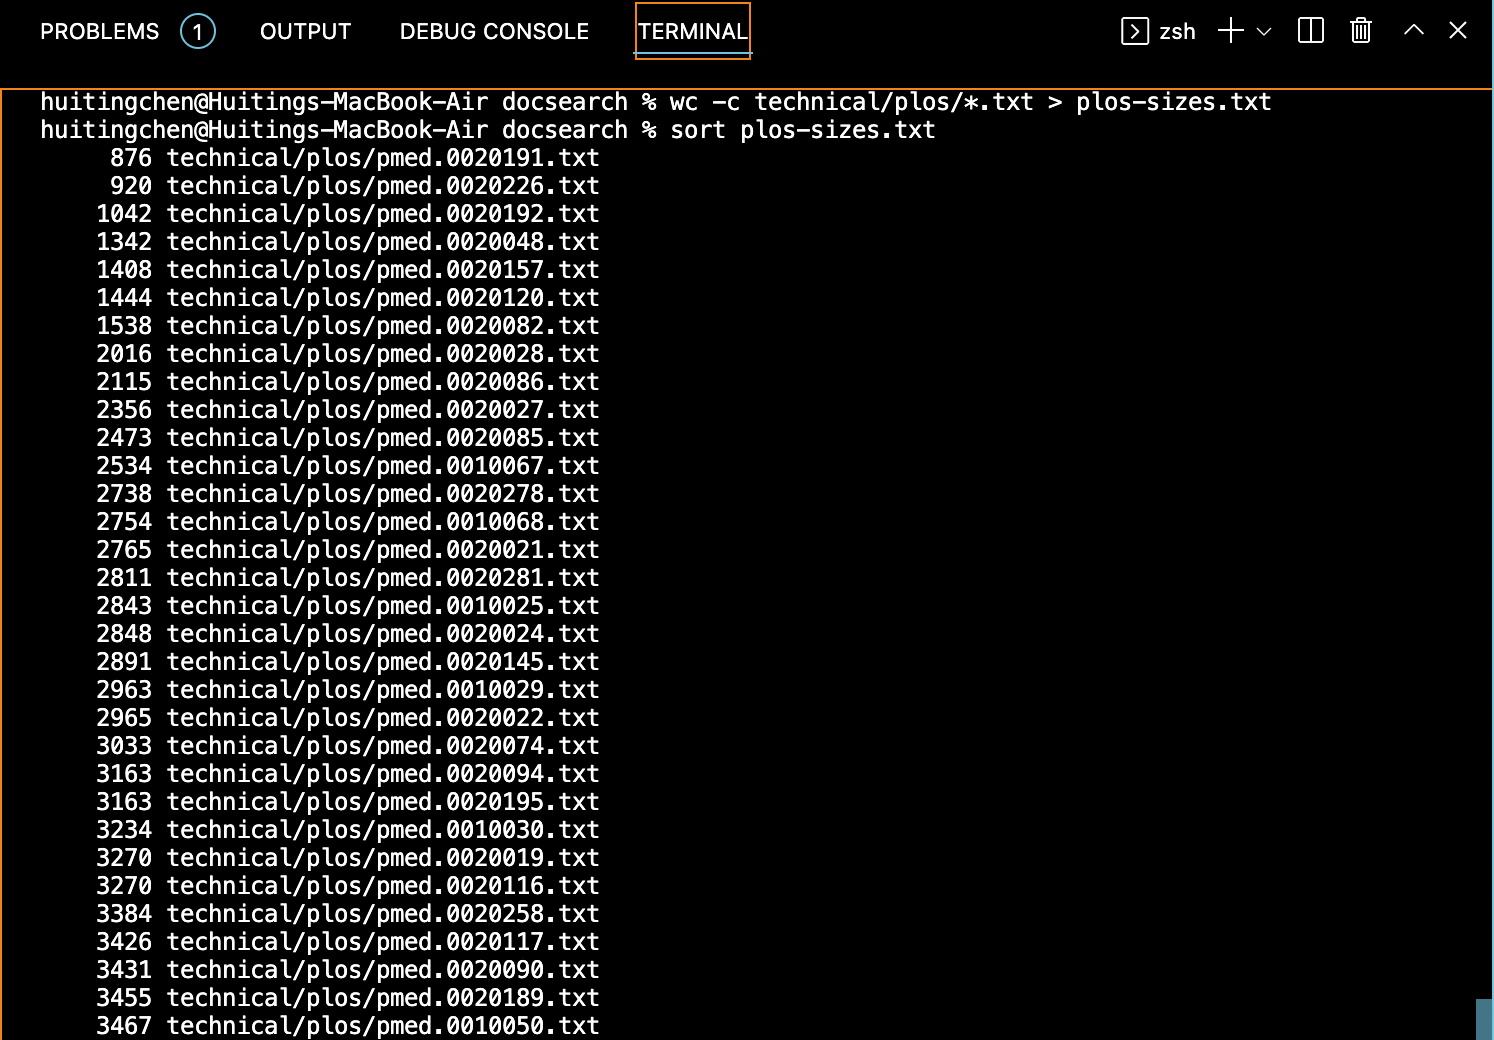 PROBLEMS 1 OUTPUT DEBUG CONSOLE TERMINAL zsh
huitingchen@Huitings-MacBook-Air docsearch % wc -c technical/plos/*.txt > plos-sizes.txt
huitingchen@Huitings-MacBook-Air docsearch % sort plos-sizes.txt
     876 technical/plos/pmed.0020191.txt
     920 technical/plos/pmed.0020226.txt
    1042 technical/plos/pmed.0020192.txt
    1342 technical/plos/pmed.0020048.txt
    1408 technical/plos/pmed.0020157.txt
    1444 technical/plos/pmed.0020120.txt
    1538 technical/plos/pmed.0020082.txt
    2016 technical/plos/pmed.0020028.txt
    2115 technical/plos/pmed.0020086.txt
    2356 technical/plos/pmed.0020027.txt
    2473 technical/plos/pmed.0020085.txt
    2534 technical/plos/pmed.0010067.txt
    2738 technical/plos/pmed.0020278.txt
    2754 technical/plos/pmed.0010068.txt
    2765 technical/plos/pmed.0020021.txt
    2811 technical/plos/pmed.0020281.txt
    2843 technical/plos/pmed.0010025.txt
    2848 technical/plos/pmed.0020024.txt
    2891 technical/plos/pmed.0020145.txt
    2963 technical/plos/pmed.0010029.txt
    2965 technical/plos/pmed.0020022.txt
    3033 technical/plos/pmed.0020074.txt
    3163 technical/plos/pmed.0020094.txt
    3163 technical/plos/pmed.0020195.txt
    3234 technical/plos/pmed.0010030.txt
    3270 technical/plos/pmed.0020019.txt
    3270 technical/plos/pmed.0020116.txt
    3384 technical/plos/pmed.0020258.txt
    3426 technical/plos/pmed.0020117.txt
    3431 technical/plos/pmed.0020090.txt
    3455 technical/plos/pmed.0020189.txt
    3467 technical/plos/pmed.0010050.txt